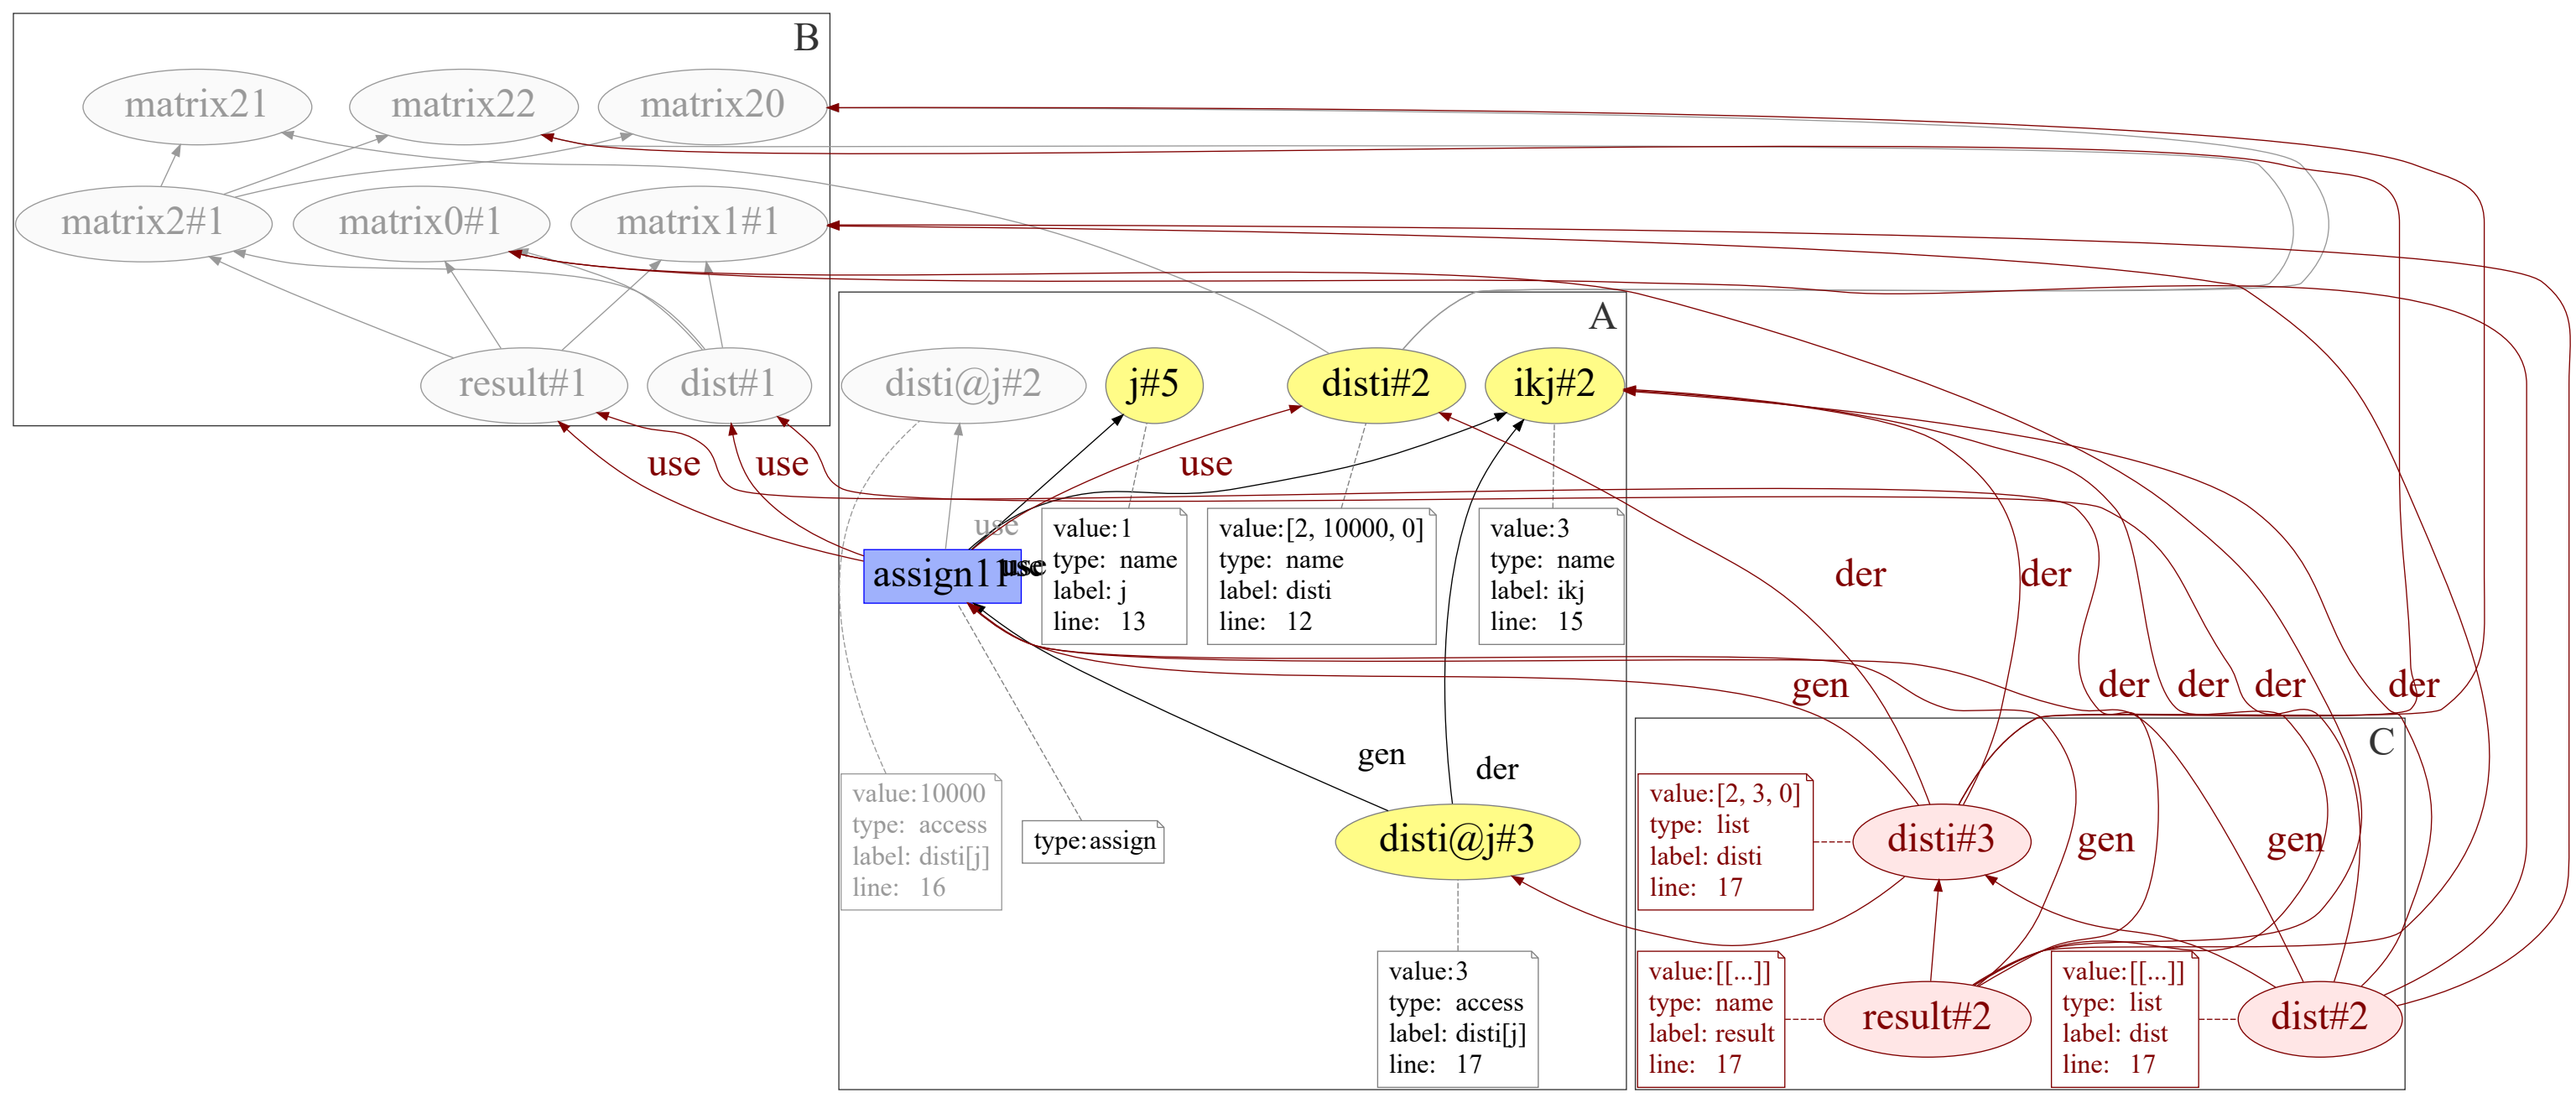 B
matrix21
matrix22
matrix20
matrix2#1
matrix0#1
matrix1#1
result#1
dist#1
A
disti@j#2
j#5
disti#2
ikj#2
use
use
use
use
assign11
use
value:1
type: name
label: j
line: 13
value:[2, 10000, 0]
type: name
label: disti
line: 12
value:3
type: name
label: ikj
line: 15
der
der
gen
der
der
der
der
gen
der
value:10000
type: access
label: disti[j]
line: 16
type:assign
disti@j#3
value:3
type: access
label: disti[j]
line: 17
C
value:[2, 3, 0]
type: list
label: disti
line: 17
disti#3
gen
gen
value:[[...]]
type: name
label: result
line: 17
result#2
value:[[...]]
type: list
label: dist
line: 17
dist#2